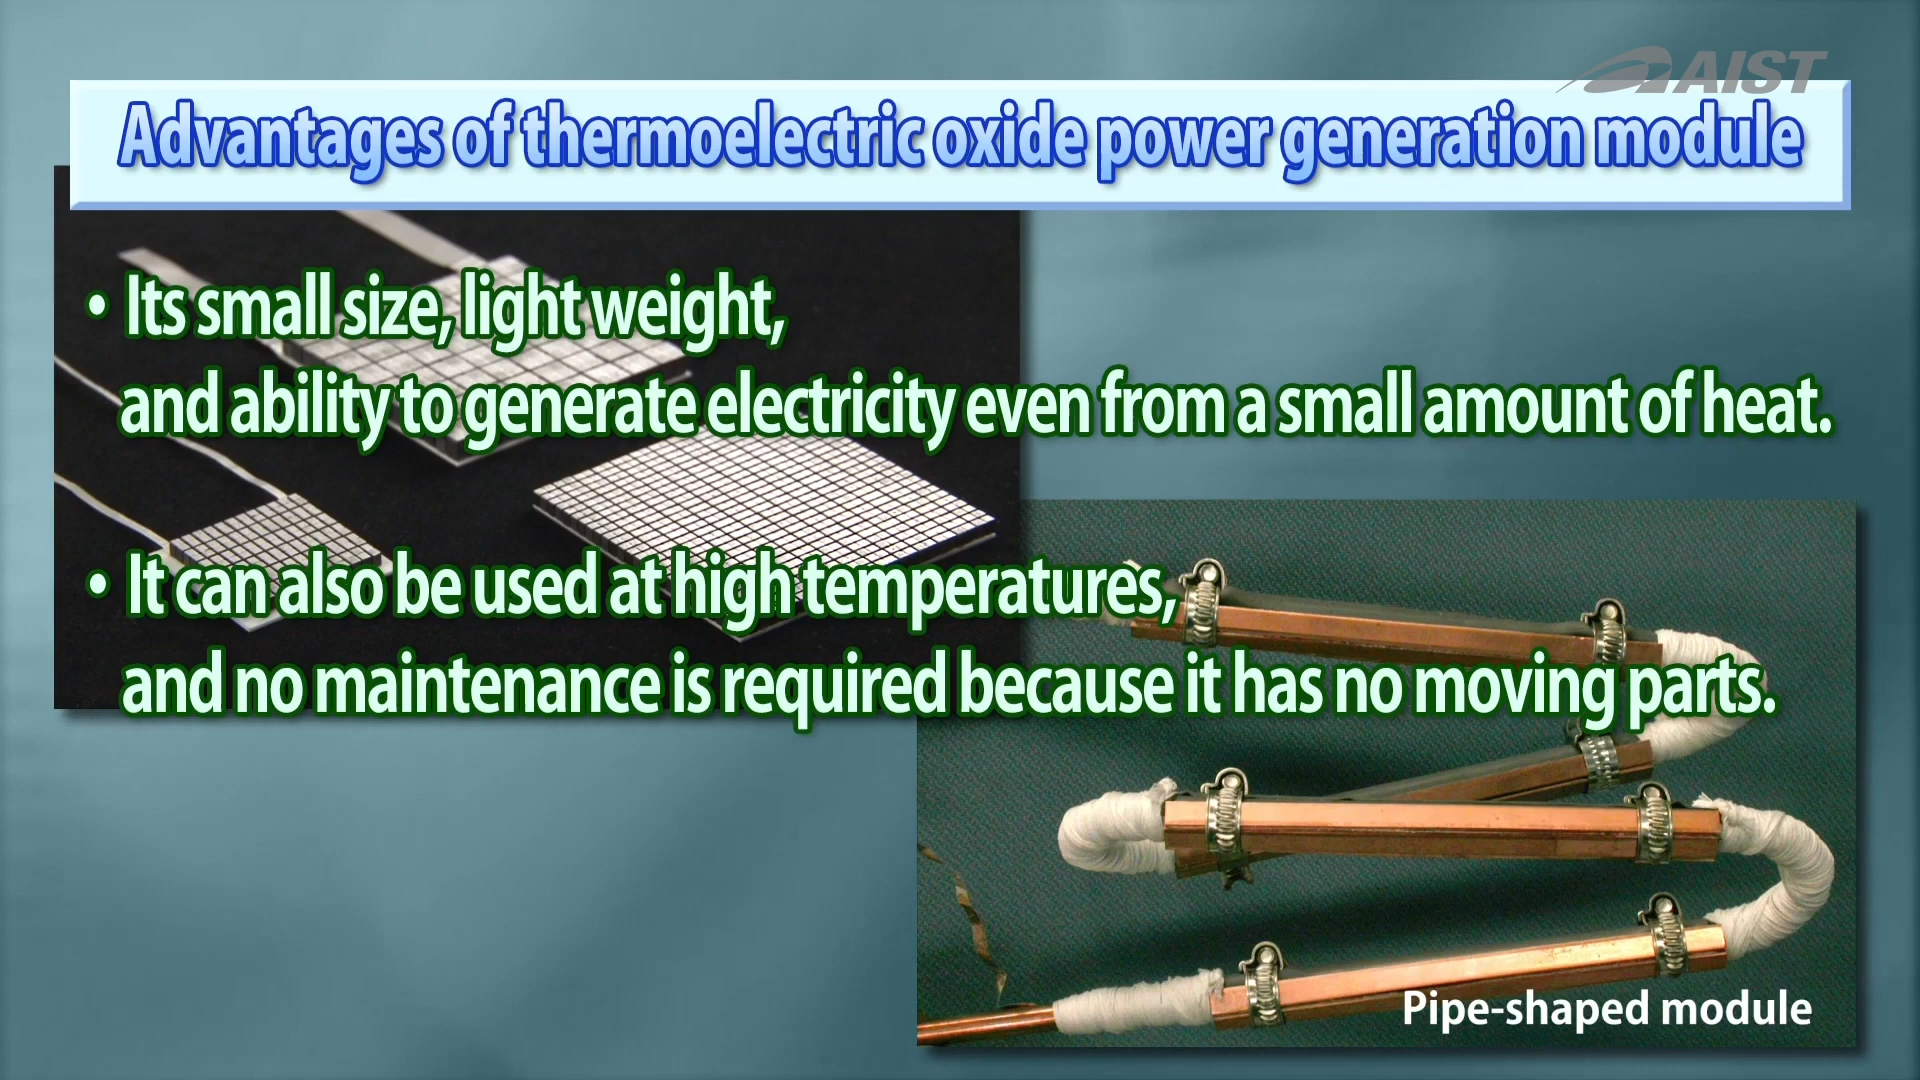 AIST
Advantages of thermoelectric oxide power generation module
• Its small size, light weight,
and ability to generate electricity even from a small amount of heat.
• It can also be used at high temperatures,
and no maintenance is required because it has no moving parts.
Pipe-shaped module